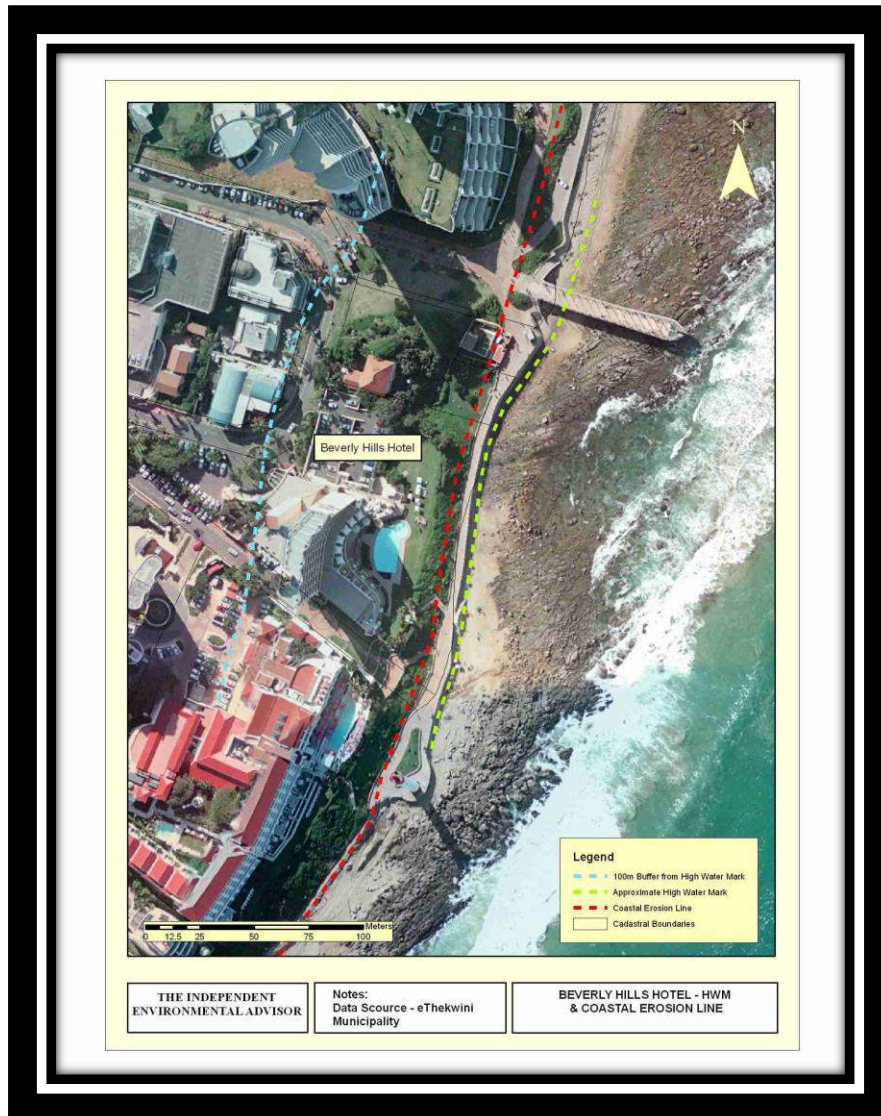 N
Beverly Hills Hotel
Legend
100m Buffer from High Water Mark
Approximate High Water Mark
Coastal Erosion Line
Cadastral Boundaries
Meters
0 12.5 25 50 75 100
THE INDEPENDENT
ENVIRONMENTAL ADVISOR
Notes:
Data Scource - eThekwini
Municipality
BEVERLY HILLS HOTEL - HWM
& COASTAL EROSION LINE